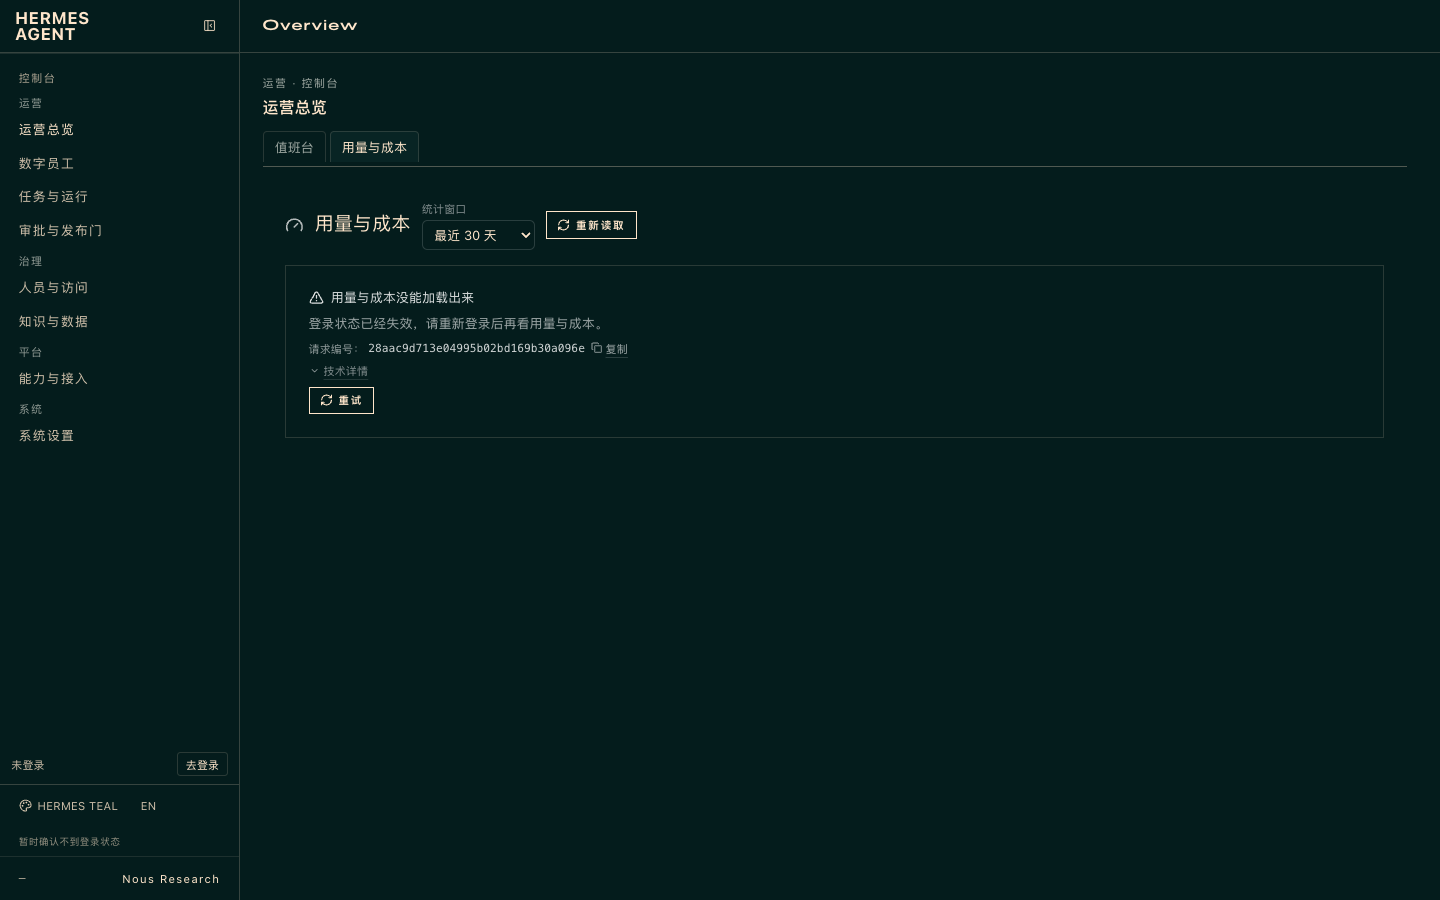 HERMES
AGENT
控制台
运营
运营总览
数字员工
任务与运行
审批与发布门
治理
人员与访问
知识与数据
平台
能力与接入
系统
系统设置
未登录
去登录
HERMES TEAL
EN
暂时确认不到登录状态
—
Nous Research
Overview
运营 · 控制台
运营总览
值班台
用量与成本
用量与成本
统计窗口
最近 30 天
重新读取
用量与成本没能加载出来
登录状态已经失效，请重新登录后再看用量与成本。
请求编号： 28aac9d713e04995b02bd169b30a096e 复制
技术详情
重试